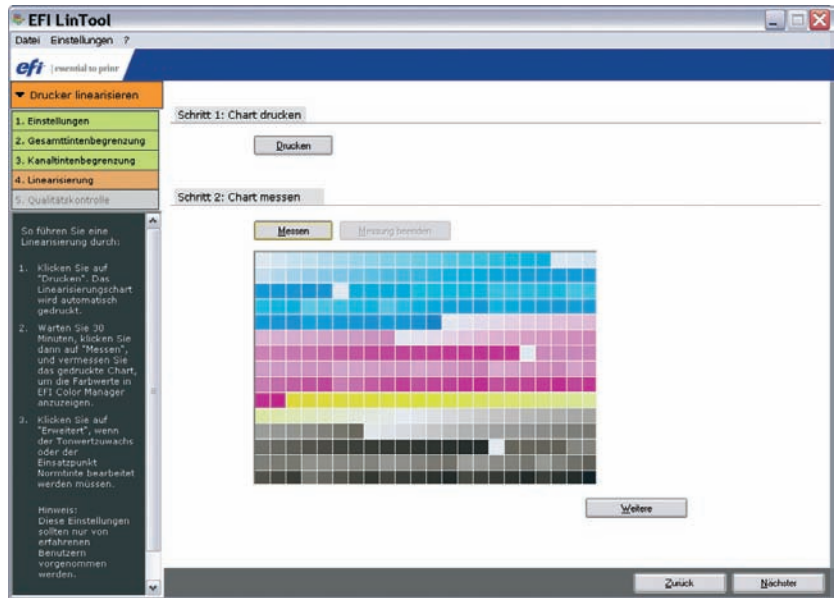 EFI LinTool
Datei Einstellungen ?
efi essential to print
Drucker linearisieren
1. Einstellungen
2. Gesamttintenbegrenzung
3. Kanaltintenbegrenzung
4. Linearisierung
5. Qualitätskontrolle
So führen Sie eine
Linearisierung durch:
1. Klicken Sie auf
"Drucken". Das
Linearisierungschart
wird automatisch
gedruckt.
2. Warten Sie 30
Minuten, klicken Sie
dann auf "Messen",
und vermessen Sie
das gedruckte Chart,
um die Farbwerte in
EFI Color Manager
anzuzeigen.
3. Klicken Sie auf
"Erweitert", wenn
der Tonwertzuwachs
oder der
Einsatzpunkt
Normtinte bearbeitet
werden müssen.
Hinweis:
Diese Einstellungen
sollten nur von
erfahrenen
Benutzern
vorgenommen
werden.
Schritt 1: Chart drucken
Drucken
Schritt 2: Chart messen
Messen Messung beenden
Weitere
Zurück Nächster